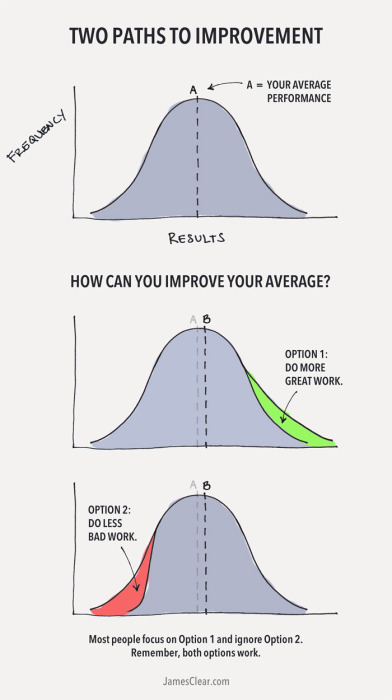 TWO PATHS TO IMPROVEMENT
A
A = YOUR AVERAGE
PERFORMANCE
FREQUENCY
RESULTS
HOW CAN YOU IMPROVE YOUR AVERAGE?
A B
OPTION 1:
DO MORE
GREAT WORK.
A B
OPTION 2:
DO LESS
BAD WORK.
Most people focus on Option 1 and ignore Option 2.
Remember, both options work.
JamesClear.com